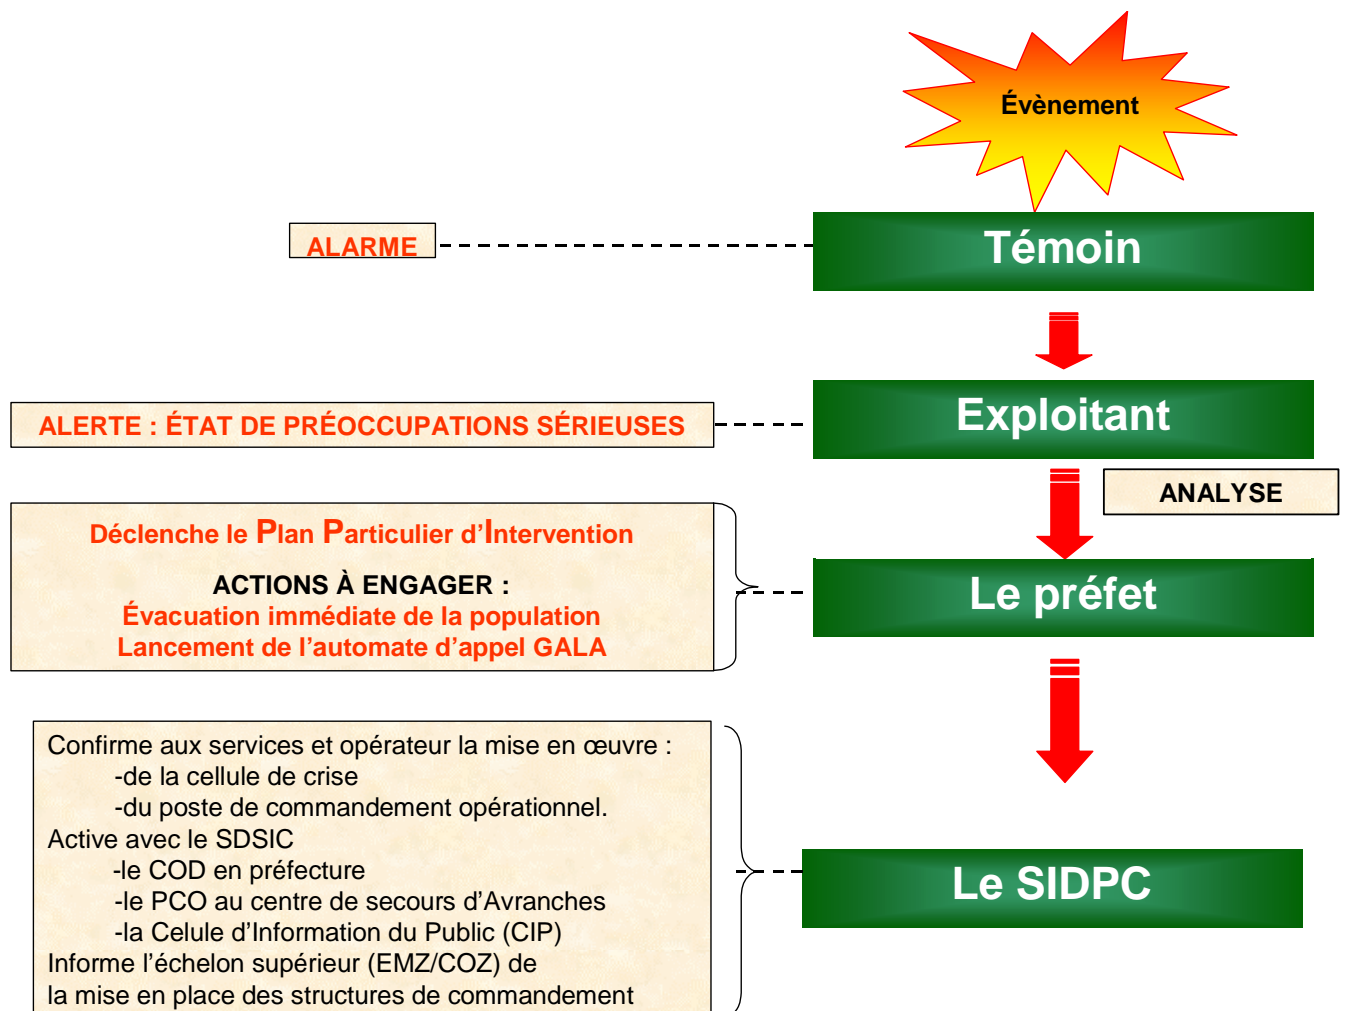 Évènement
Témoin
ALARME
Exploitant
ALERTE : ÉTAT DE PRÉOCCUPATIONS SÉRIEUSES
ANALYSE
Le préfet
Déclenche le Plan Particulier d’Intervention
ACTIONS À ENGAGER :
Évacuation immédiate de la population
Lancement de l’automate d’appel GALA
Le SIDPC
Confirme aux services et opérateur la mise en œuvre :
-de la cellule de crise
-du poste de commandement opérationnel.
Active avec le SDSIC
-le COD en préfecture
-le PCO au centre de secours d’Avranches
-la Celule d’Information du Public (CIP)
Informe l’échelon supérieur (EMZ/COZ) de
la mise en place des structures de commandement